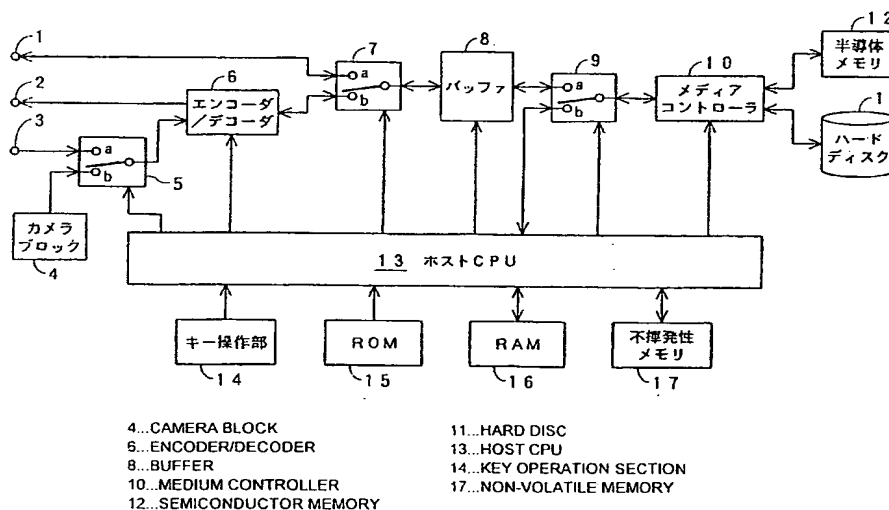 1
2
3
a
b
5
カメラ
ブロック
4
6
エンコーダ
/デコーダ
7
a
b
8
バッファ
9
a
b
10
メディア
コントローラ
12
半導体
メモリ
1
ハード
ディスク
13 ホストCPU
キー操作部
14
ROM
15
RAM
16
不揮発性
メモリ
17
4...CAMERA BLOCK
6...ENCODER/DECODER
8...BUFFER
10...MEDIUM CONTROLLER
12...SEMICONDUCTOR MEMORY
11...HARD DISC
13...HOST CPU
14...KEY OPERATION SECTION
17...NON-VOLATILE MEMORY